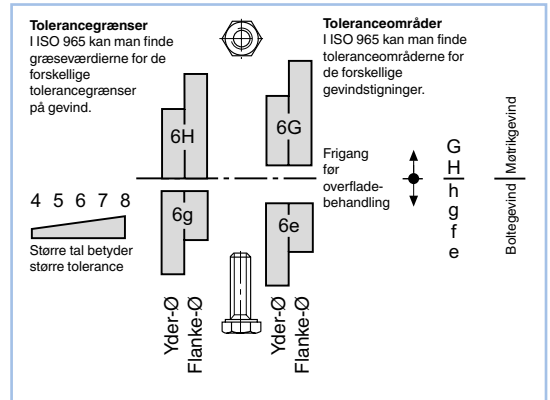 Tolerancegrænser
I ISO 965 kan man finde
græseværdierne for de
forskellige
tolerancegrænser
på gevind.
Toleranceområder
I ISO 965 kan man finde
toleranceområderne for
de forskellige
gevindstigninger.
6H
6G
Frigang
før
overflade-
behandling
G
H
h
g
f
e
Møtrikgevind
Boltegevind
4 5 6 7 8
Større tal betyder
større tolerance
6g
6e
Yder-Ø
Flanke-Ø
Yder-Ø
Flanke-Ø